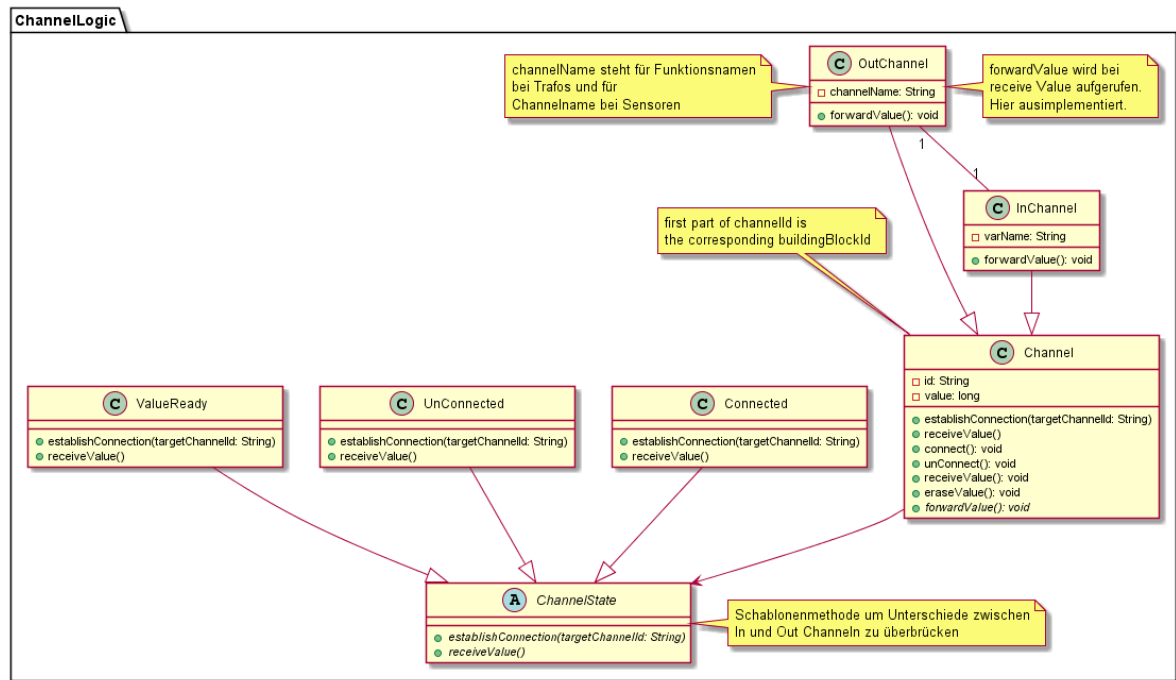 ChannelLogic
channelName steht für Funktionsnamen
bei Trafos und für
Channelname bei Sensoren
C OutChannel
channelName: String
forwardValue(): void
forwardValue wird bei
receive Value aufgerufen.
Hier ausimplementiert.
1
1
C InChannel
varName: String
forwardValue(): void
first part of channelId is
the corresponding buildingBlockId
C Channel
id: String
value: long
establishConnection(targetChannelId: String)
receiveValue()
connect(): void
unConnect(): void
receiveValue(): void
eraseValue(): void
forwardValue(): void
C ValueReady
establishConnection(targetChannelId: String)
receiveValue()
C UnConnected
establishConnection(targetChannelId: String)
receiveValue()
C Connected
establishConnection(targetChannelId: String)
receiveValue()
A ChannelState
establishConnection(targetChannelId: String)
receiveValue()
Schablonenmethode um Unterschiede zwischen
In und Out Channeln zu überbrücken